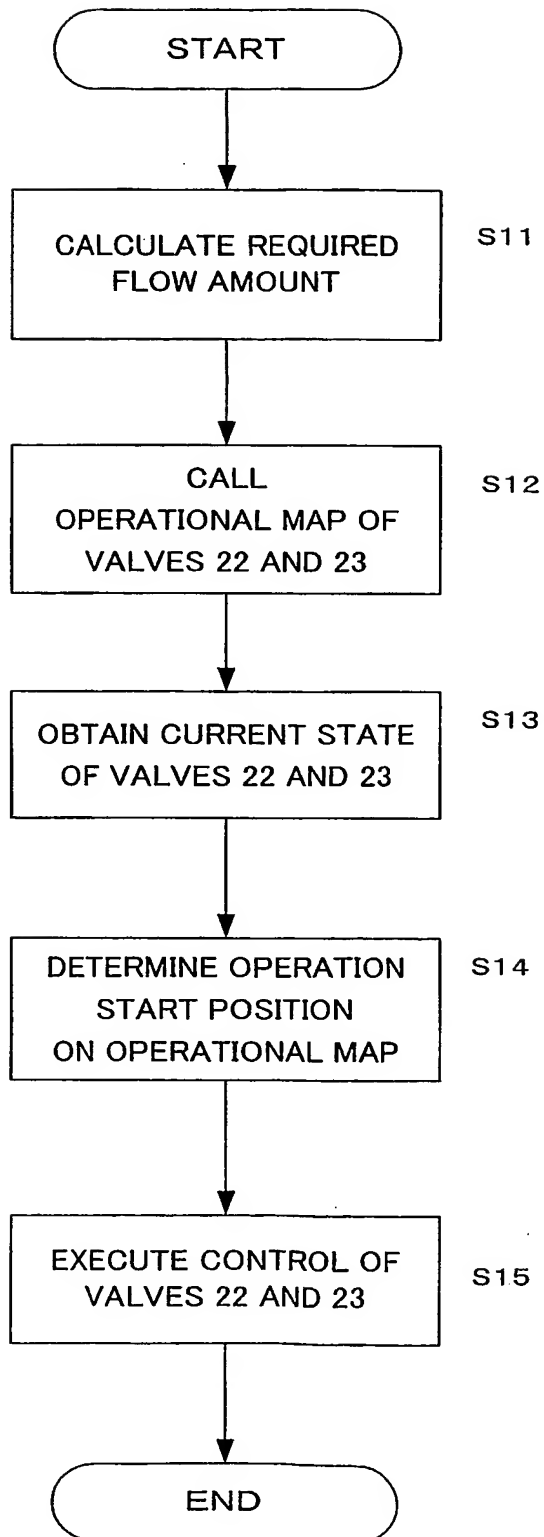 START
CALCULATE REQUIRED
FLOW AMOUNT
S11
CALL
OPERATIONAL MAP OF
VALVES 22 AND 23
S12
OBTAIN CURRENT STATE
OF VALVES 22 AND 23
S13
DETERMINE OPERATION
START POSITION
ON OPERATIONAL MAP
S14
EXECUTE CONTROL OF
VALVES 22 AND 23
S15
END